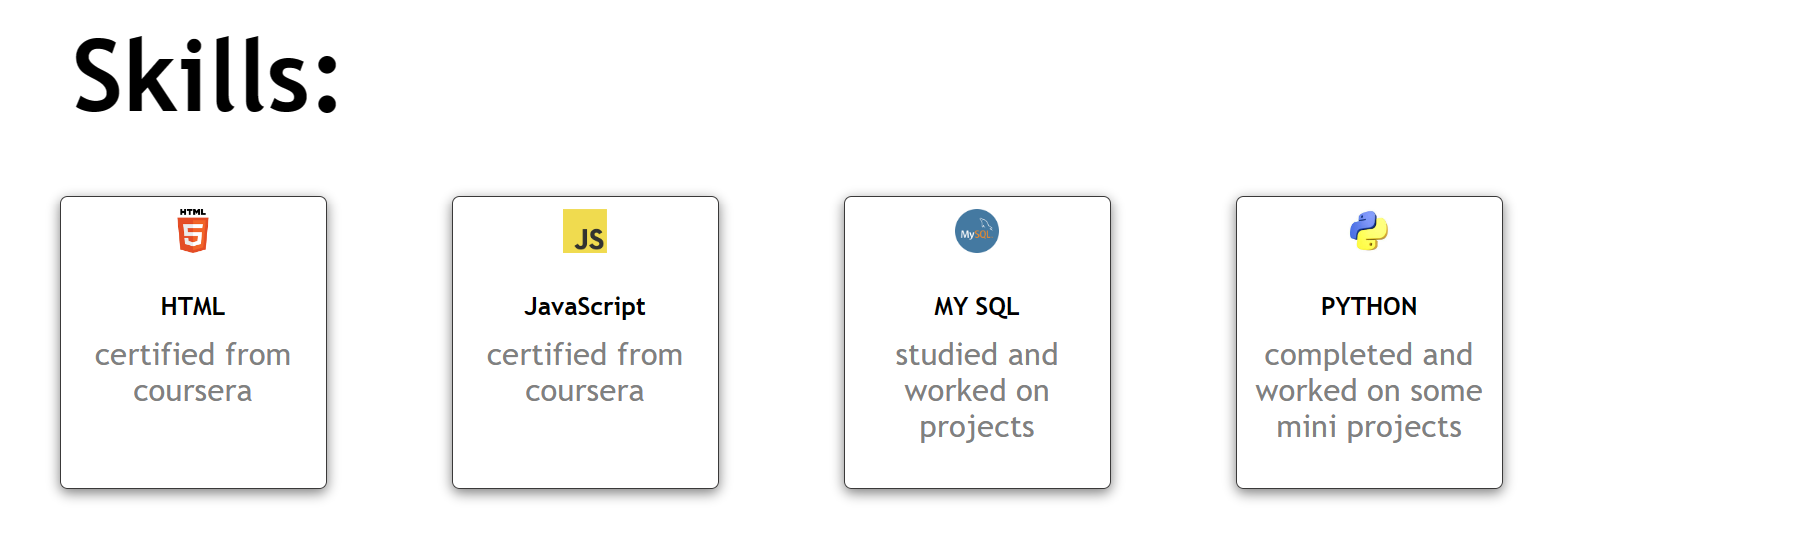 Skills:
HTML
5
HTML
certified from
coursera
JS
JavaScript
certified from
coursera
MySQL
MY SQL
studied and
worked on
projects
PYTHON
completed and
worked on some
mini projects